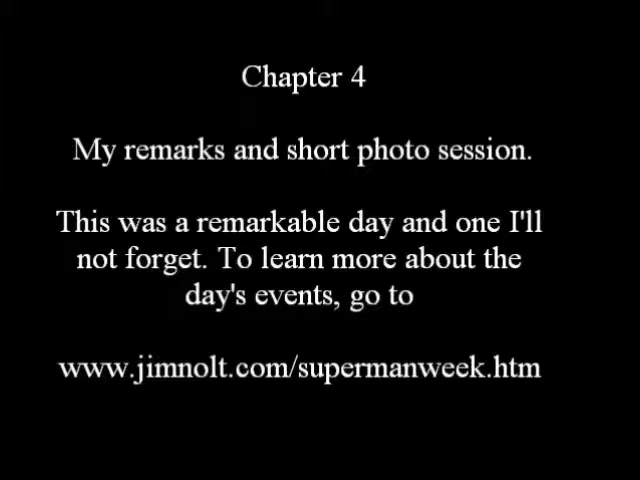 Chapter 4
My remarks and short photo session.
This was a remarkable day and one I'll
not forget. To learn more about the
day's events, go to
www.jimnolt.com/supermanweek.htm